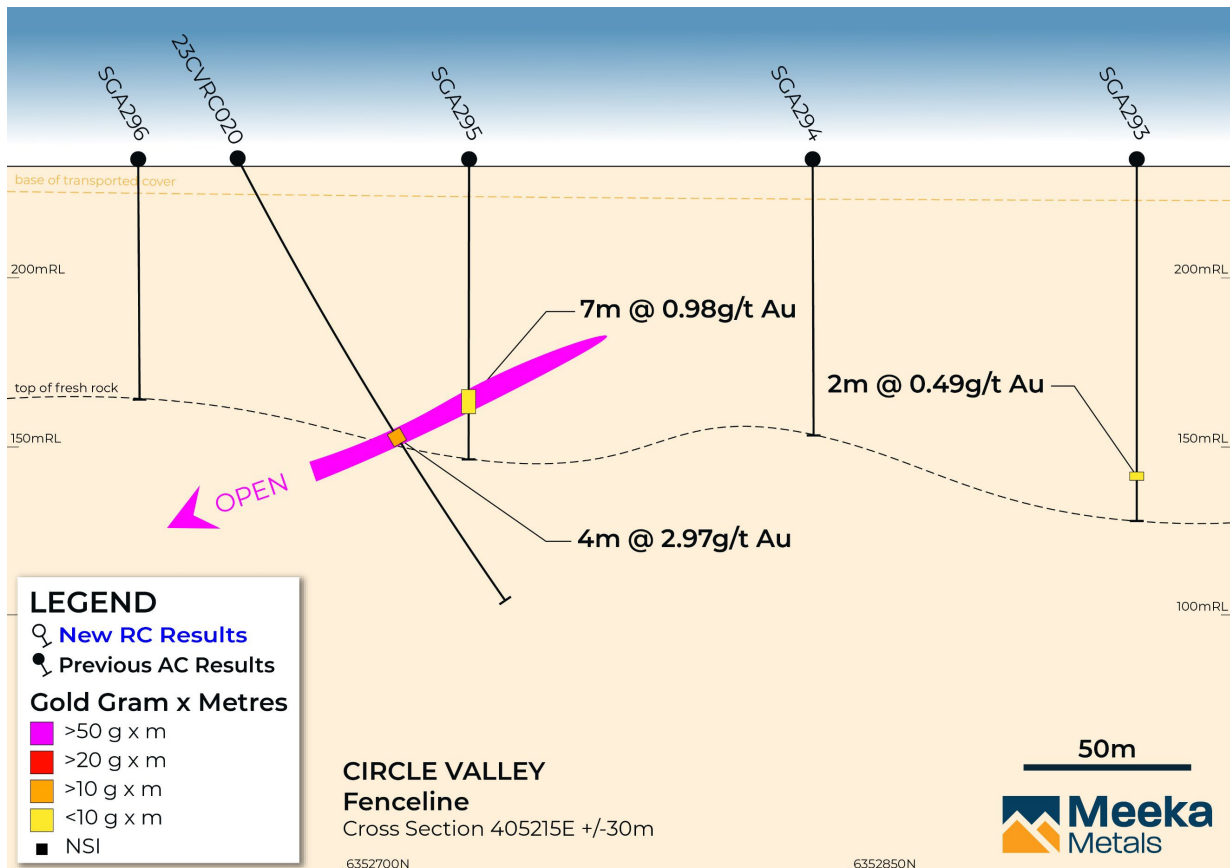 SGA296
23CVRC020
SGA295
SGA294
SGA293
base of transported cover
200mRL
200mRL
7m @ 0.98g/t Au
top of fresh rock
2m @ 0.49g/t Au
150mRL
150mRL
OPEN
4m @ 2.97g/t Au
100mRL
LEGEND
New RC Results
Previous AC Results
Gold Gram x Metres
>50 g x m
>20 g x m
>10 g x m
<10 g x m
NSI
CIRCLE VALLEY
Fenceline
Cross Section 405215E +/-30m
6352700N
6352850N
50m
Meeka
Metals